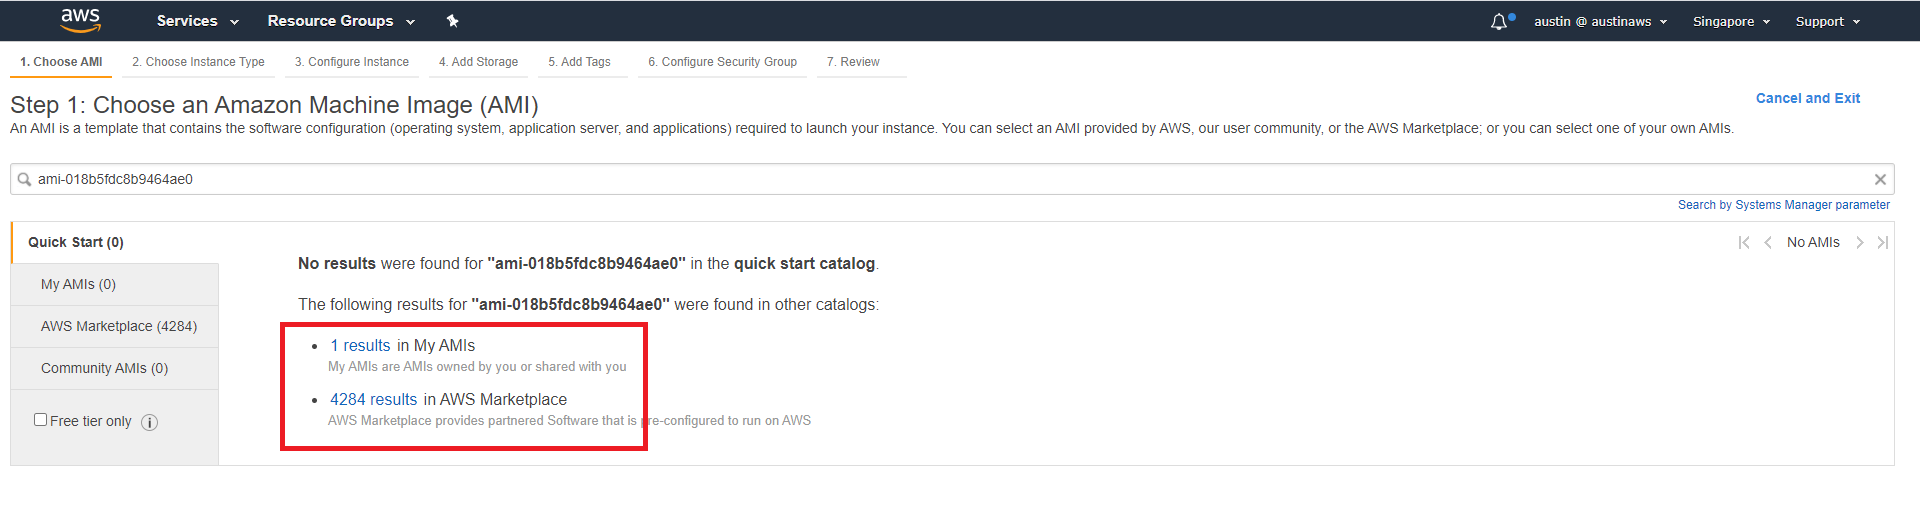 aws Services Resource Groups austin @ austinaws Singapore Support
1. Choose AMI 2. Choose Instance Type 3. Configure Instance 4. Add Storage 5. Add Tags 6. Configure Security Group 7. Review
Step 1: Choose an Amazon Machine Image (AMI)
Cancel and Exit
An AMI is a template that contains the software configuration (operating system, application server, and applications) required to launch your instance. You can select an AMI provided by AWS, our user community, or the AWS Marketplace; or you can select one of your own AMIs.
ami-018b5fdc8b9464ae0
Search by Systems Manager parameter
Quick Start (0)
My AMIs (0)
AWS Marketplace (4284)
Community AMIs (0)
Free tier only
No AMIs
No results were found for "ami-018b5fdc8b9464ae0" in the quick start catalog.
The following results for "ami-018b5fdc8b9464ae0" were found in other catalogs:
• 1 results in My AMIs
My AMIs are AMIs owned by you or shared with you
• 4284 results in AWS Marketplace
AWS Marketplace provides partnered Software that is pre-configured to run on AWS